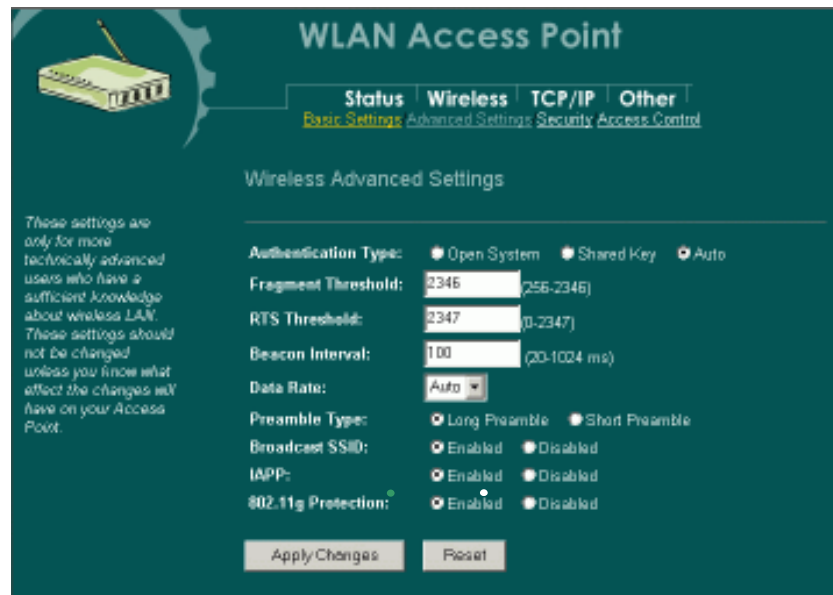 WLAN Access Point
Status Wireless TCP/IP Other
Basic Settings Advanced Settings Security Access Control
Wireless Advanced Settings
These settings are
only for more
technically advanced
users who have a
sufficient knowledge
about wireless LAN.
These settings should
not be changed
unless you know what
effect the changes will
have on your Access
Point.
Authentication Type: Open System Shared Key Auto
Fragment Threshold: 2346 (256-2346)
RTS Threshold: 2347 (0-2347)
Beacon Interval: 100 (20-1024 ms)
Data Rate: Auto
Preamble Type: Long Preamble Short Preamble
Broadcast SSID: Enabled Disabled
IAPP: Enabled Disabled
802.11g Protection: Enabled Disabled
Apply Changes Reset